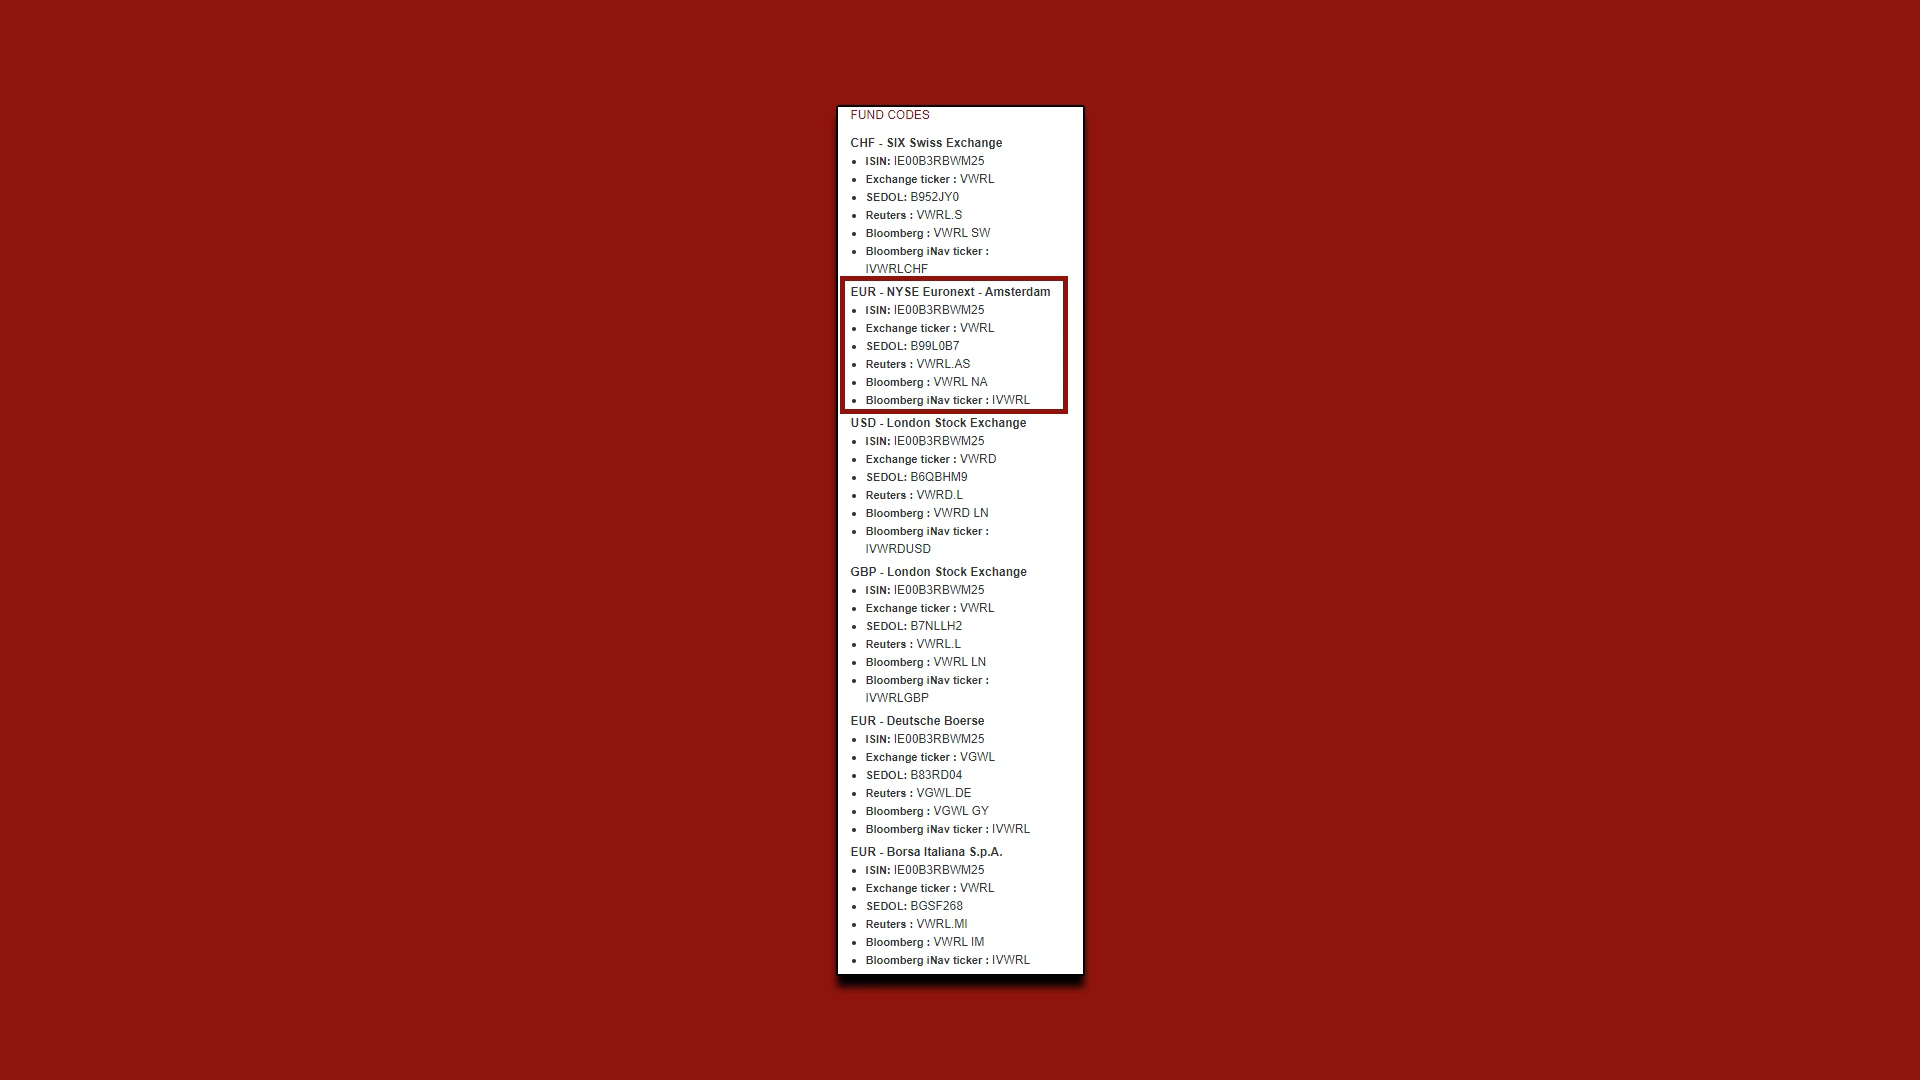 FUND CODES
CHF - SIX Swiss Exchange
ISIN: IE00B3RBWM25
Exchange ticker : VWRL
SEDOL: B952JY0
Reuters : VWRL.S
Bloomberg : VWRL SW
Bloomberg iNav ticker :
IVWRLCHF
EUR - NYSE Euronext - Amsterdam
ISIN: IE00B3RBWM25
Exchange ticker : VWRL
SEDOL: B99L0B7
Reuters : VWRL.AS
Bloomberg : VWRL NA
Bloomberg iNav ticker : IVWRL
USD - London Stock Exchange
ISIN: IE00B3RBWM25
Exchange ticker : VWRD
SEDOL: B6QBHM9
Reuters : VWRD.L
Bloomberg : VWRD LN
Bloomberg iNav ticker :
IVWRDUSD
GBP - London Stock Exchange
ISIN: IE00B3RBWM25
Exchange ticker : VWRL
SEDOL: B7NLLH2
Reuters : VWRL.L
Bloomberg : VWRL LN
Bloomberg iNav ticker :
IVWRLGBP
EUR - Deutsche Boerse
ISIN: IE00B3RBWM25
Exchange ticker : VGWL
SEDOL: B83RD04
Reuters : VGWL.DE
Bloomberg : VGWL GY
Bloomberg iNav ticker : IVWRL
EUR - Borsa Italiana S.p.A.
ISIN: IE00B3RBWM25
Exchange ticker : VWRL
SEDOL: BGSF268
Reuters : VWRL.MI
Bloomberg : VWRL IM
Bloomberg iNav ticker : IVWRL